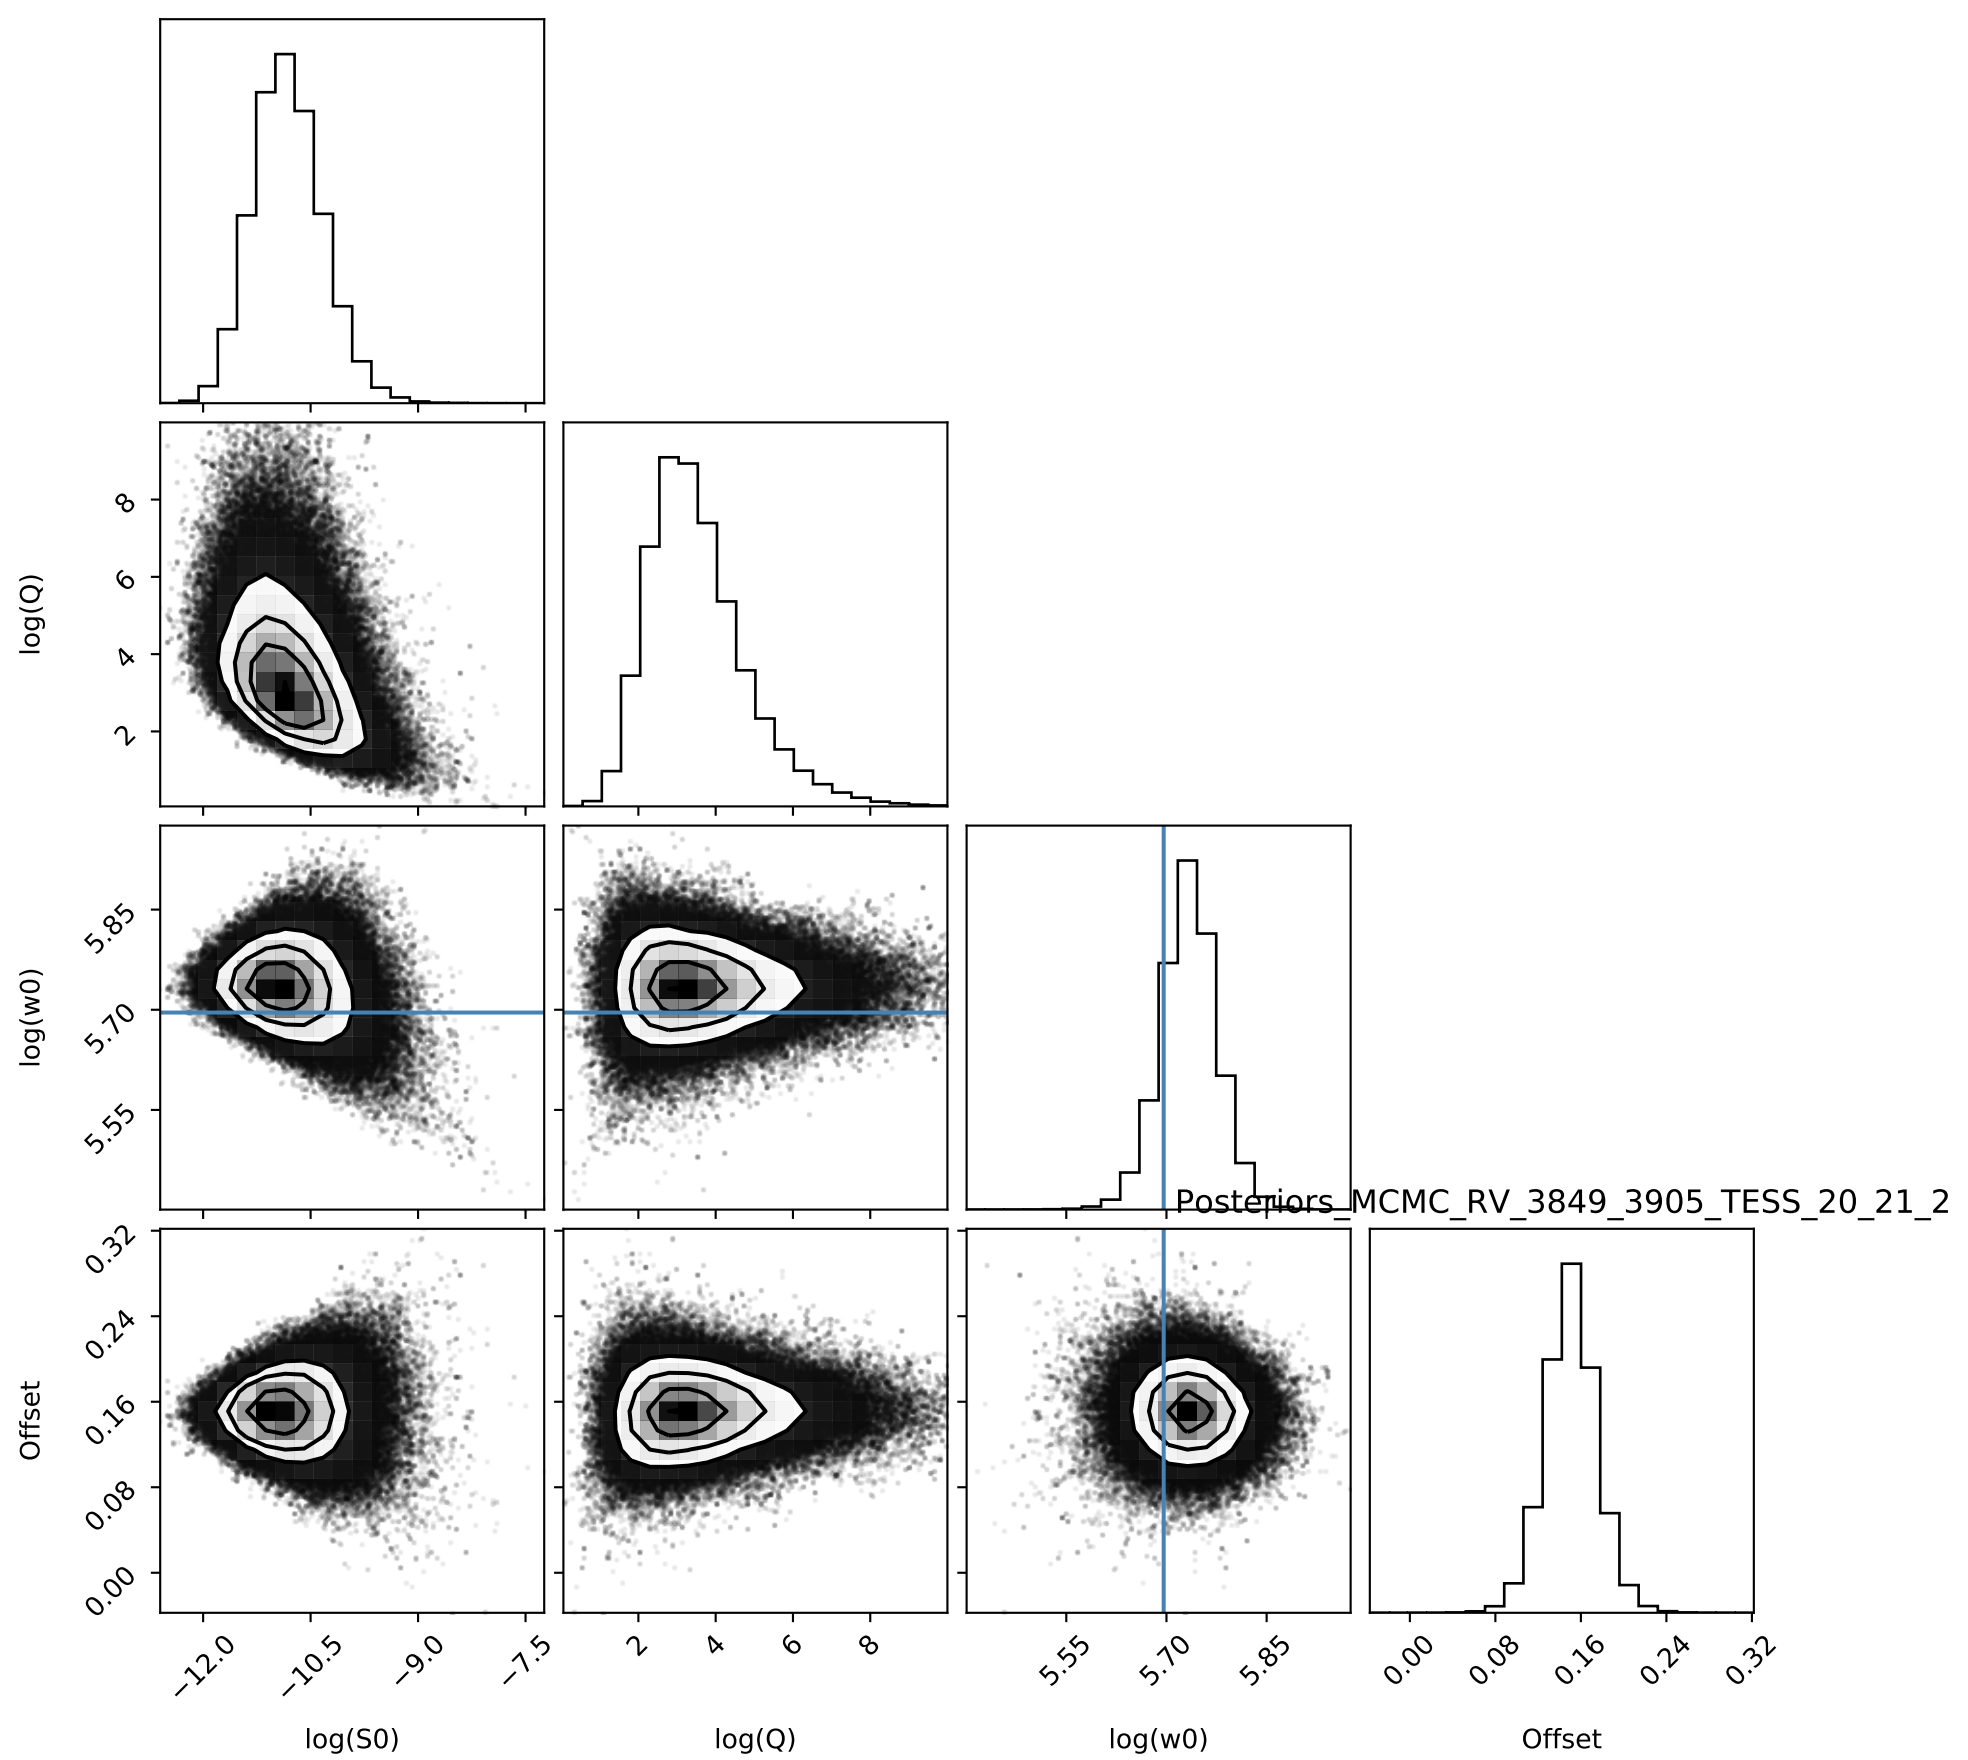 log(Q)
8
6
4
2
log(w0)
5.85
5.70
5.55
Posteriors_MCMC_RV_3849_3905_TESS_20_21_2
Offset
0.32
0.24
0.16
0.08
0.00
−12.0 −10.5 −9.0 −7.5 2 4 6 8 5.55 5.70 5.85 0.00 0.08 0.16 0.24 0.32
log(S0) log(Q) log(w0) Offset